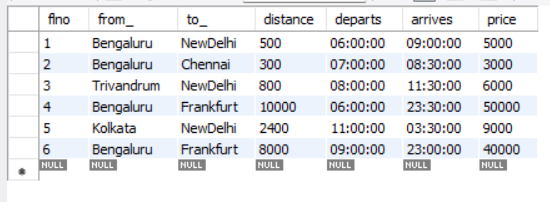 flno from_ to_ distance departs arrives price
1 Bengaluru NewDelhi 500 06:00:00 09:00:00 5000
2 Bengaluru Chennai 300 07:00:00 08:30:00 3000
3 Trivandrum NewDelhi 800 08:00:00 11:30:00 6000
4 Bengaluru Frankfurt 10000 06:00:00 23:30:00 50000
5 Kolkata NewDelhi 2400 11:00:00 03:30:00 9000
6 Bengaluru Frankfurt 8000 09:00:00 23:00:00 40000
NULL NULL NULL NULL NULL NULL NULL